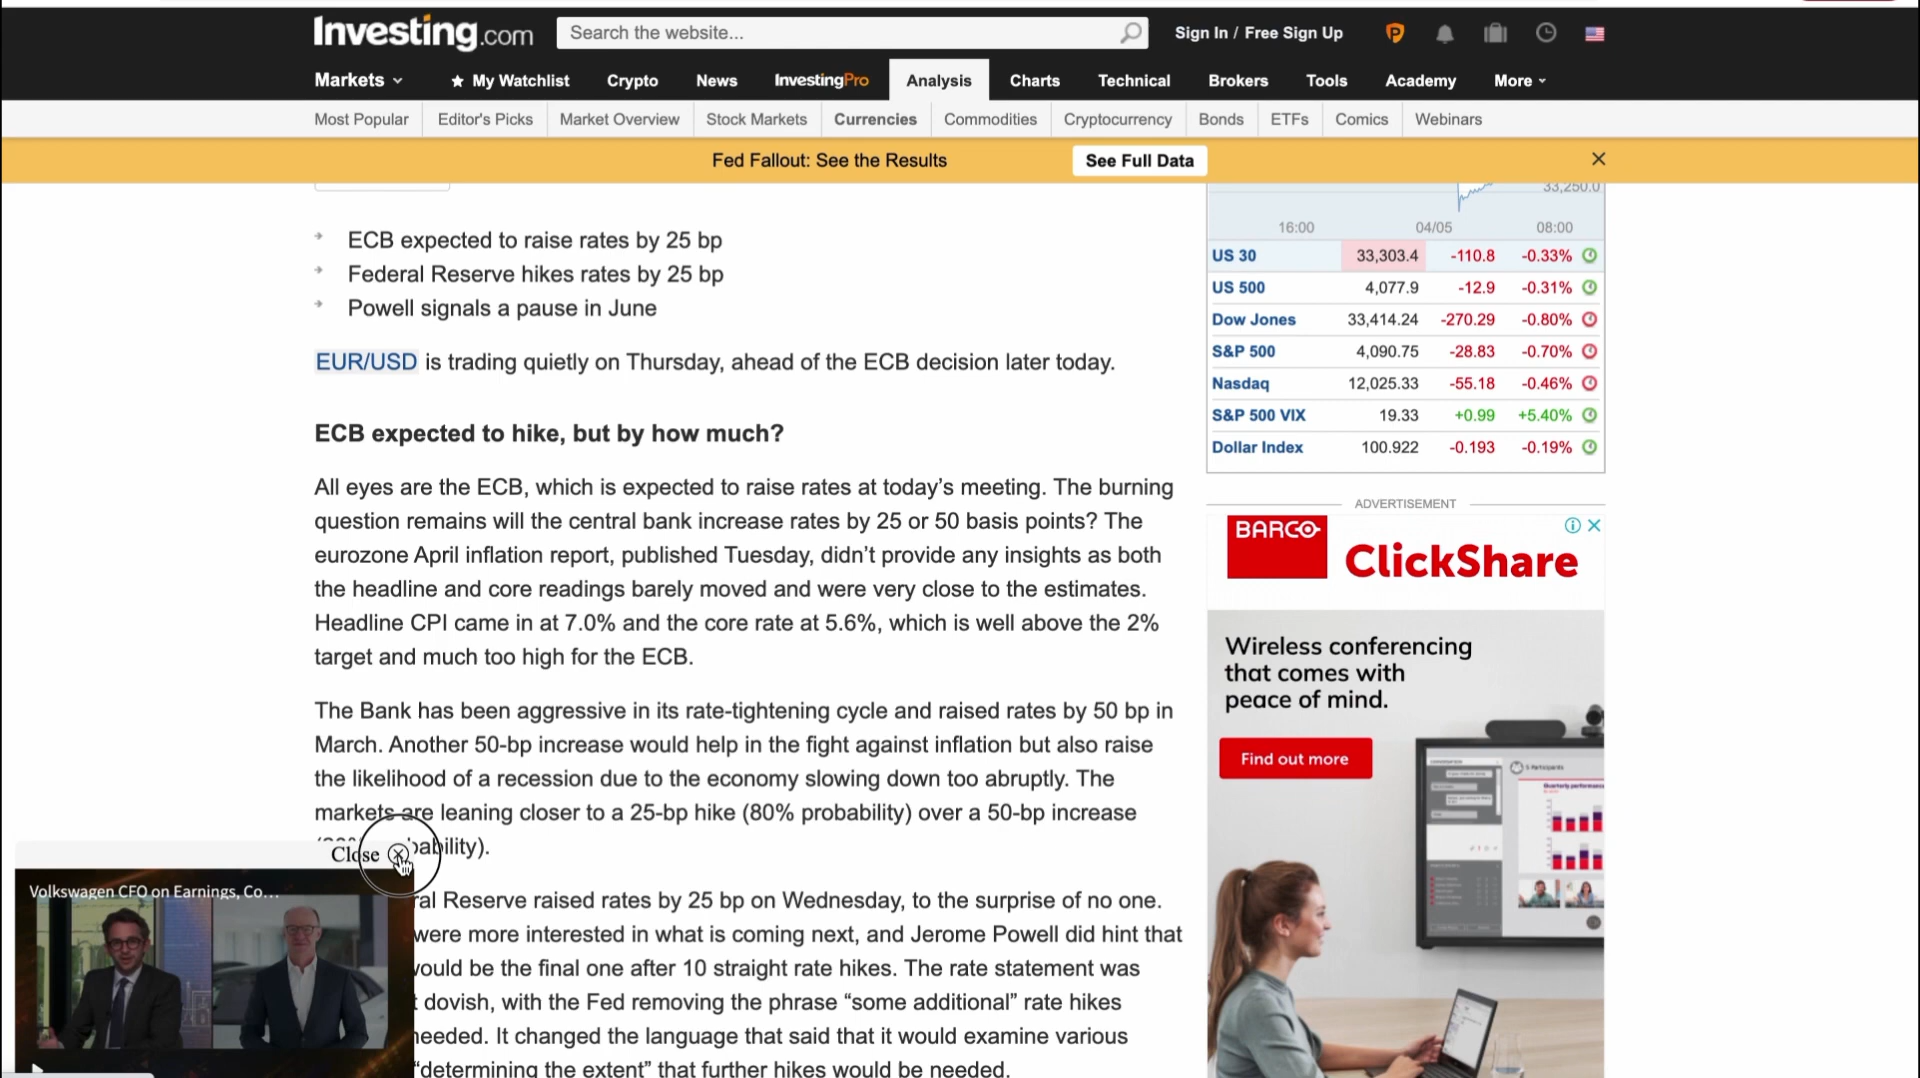 Investing.com
Search the website...
Sign In / Free Sign Up
Markets
My Watchlist
Crypto
News
InvestingPro
Analysis
Charts
Technical
Brokers
Tools
Academy
More
Most Popular
Editor's Picks
Market Overview
Stock Markets
Currencies
Commodities
Cryptocurrency
Bonds
ETFs
Comics
Webinars
Fed Fallout: See the Results
See Full Data
ECB expected to raise rates by 25 bp
Federal Reserve hikes rates by 25 bp
Powell signals a pause in June
EUR/USD is trading quietly on Thursday, ahead of the ECB decision later today.
ECB expected to hike, but by how much?
All eyes are the ECB, which is expected to raise rates at today’s meeting. The burning
question remains will the central bank increase rates by 25 or 50 basis points? The
eurozone April inflation report, published Tuesday, didn’t provide any insights as both
the headline and core readings barely moved and were very close to the estimates.
Headline CPI came in at 7.0% and the core rate at 5.6%, which is well above the 2%
target and much too high for the ECB.
The Bank has been aggressive in its rate-tightening cycle and raised rates by 50 bp in
March. Another 50-bp increase would help in the fight against inflation but also raise
the likelihood of a recession due to the economy slowing down too abruptly. The
markets are leaning closer to a 25-bp hike (80% probability) over a 50-bp increase
bability).
Close
Volkswagen CFO on Earnings, Co...
ral Reserve raised rates by 25 bp on Wednesday, to the surprise of no one.
were more interested in what is coming next, and Jerome Powell did hint that
would be the final one after 10 straight rate hikes. The rate statement was
t dovish, with the Fed removing the phrase “some additional” rate hikes
needed. It changed the language that said that it would examine various
“determining the extent” that further hikes would be needed.
33,250.0
16:00 04/05 08:00
US 30 33,303.4 -110.8 -0.33%
US 500 4,077.9 -12.9 -0.31%
Dow Jones 33,414.24 -270.29 -0.80%
S&P 500 4,090.75 -28.83 -0.70%
Nasdaq 12,025.33 -55.18 -0.46%
S&P 500 VIX 19.33 +0.99 +5.40%
Dollar Index 100.922 -0.193 -0.19%
ADVERTISEMENT
BARCO
ClickShare
Wireless conferencing
that comes with
peace of mind.
Find out more
5 Participants
Quarterly performance